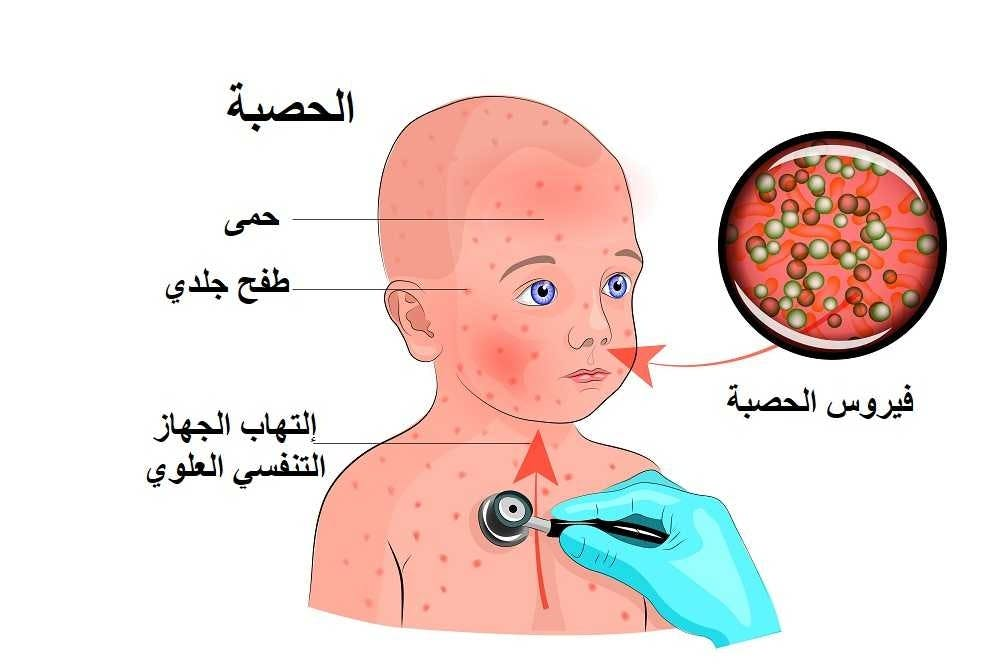 الحصبة
حمى
طفح جلدي
إلتهاب الجهاز
التنفسي العلوي
فيروس الحصبة